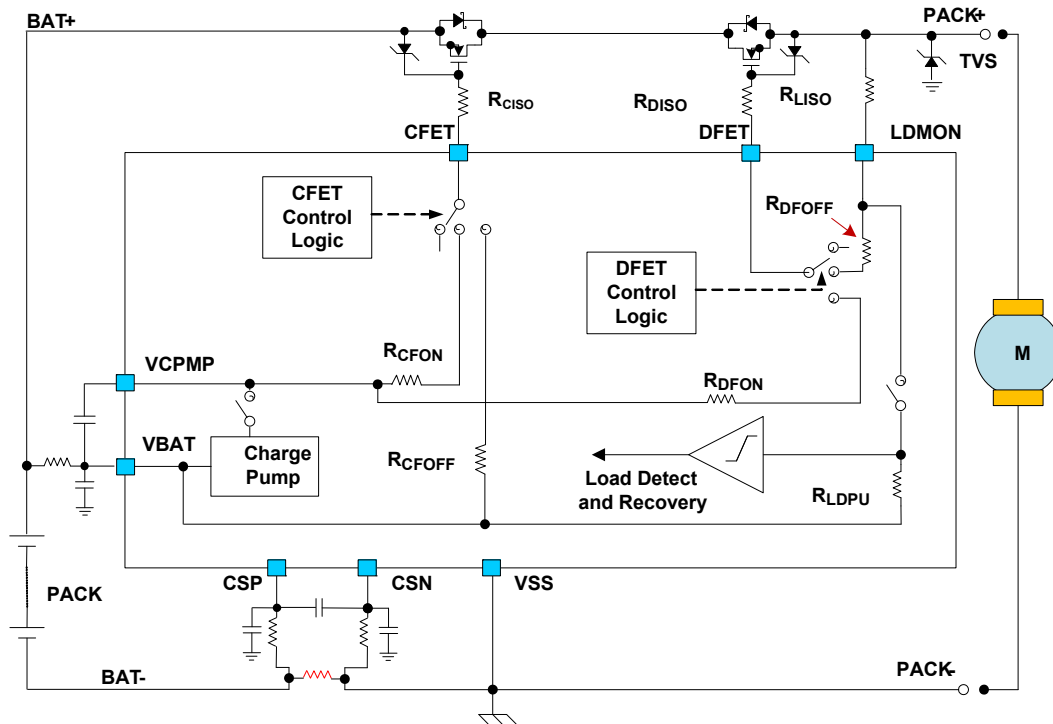 BAT+
PACK+
TVS
RCISO
RDISO
RLISO
CFET
DFET
LDMON
CFET
Control
Logic
RDFOFF
DFET
Control
Logic
M
VCPMP
RCFON
RDFON
VBAT
Charge
Pump
RCFOFF
Load Detect
and Recovery
RLDPU
PACK
CSP
CSN
VSS
BAT-
PACK-